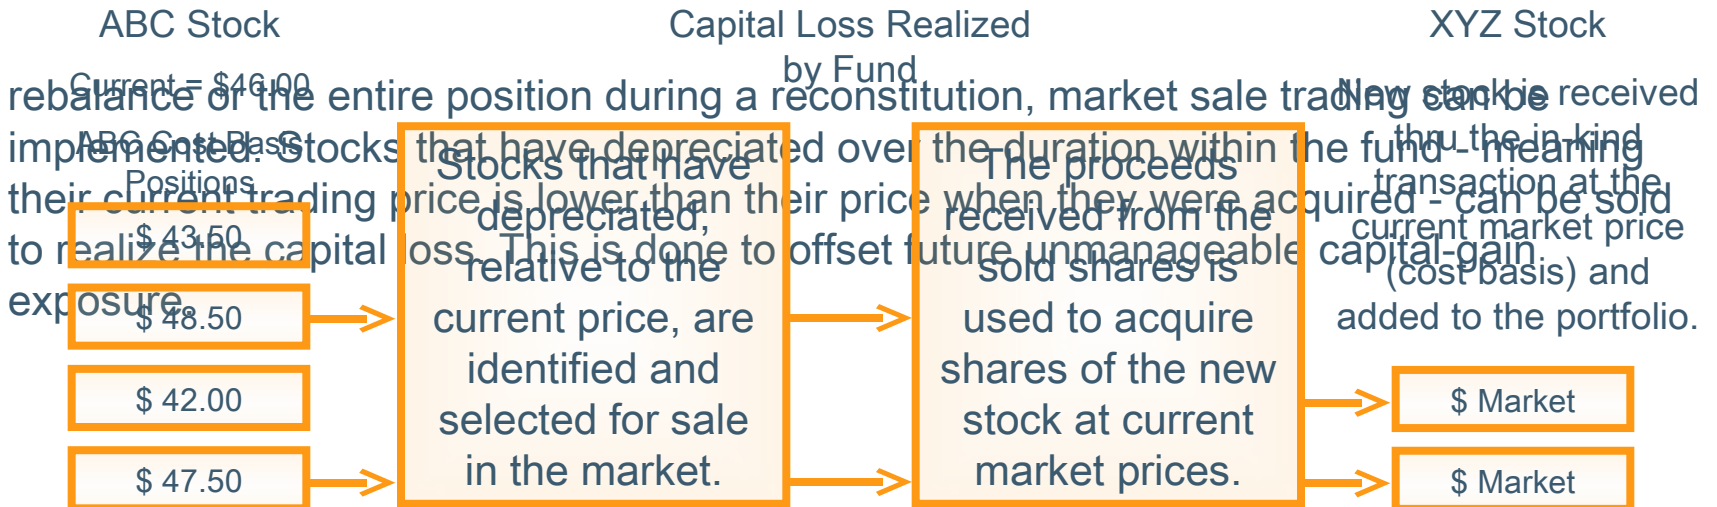 ABC Stock
Current = $46.00
ABC Cost Basis
Positions
$ 43.50
$ 48.50
$ 42.00
$ 47.50
Capital Loss Realized
by Fund
rebalance or the entire position during a reconstitution, market sale trading can be
implemented. Stocks that have depreciated over the duration within the fund - meaning
their current trading price is lower than their price when they were acquired - can be sold
to realize the capital loss. This is done to offset future unmanageable capital-gain
exposure.
Stocks that have
depreciated,
relative to the
current price, are
identified and
selected for sale
in the market.
The proceeds
received from the
sold shares is
used to acquire
shares of the new
stock at current
market prices.
XYZ Stock
New stock is received
thru the in-kind
transaction at the
current market price
(cost basis) and
added to the portfolio.
$ Market
$ Market